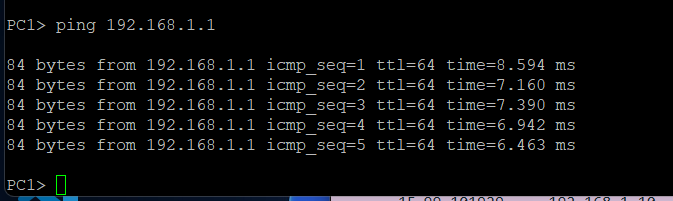 PC1> ping 192.168.1.1
84 bytes from 192.168.1.1 icmp_seq=1 ttl=64 time=8.594 ms
84 bytes from 192.168.1.1 icmp_seq=2 ttl=64 time=7.160 ms
84 bytes from 192.168.1.1 icmp_seq=3 ttl=64 time=7.390 ms
84 bytes from 192.168.1.1 icmp_seq=4 ttl=64 time=6.942 ms
84 bytes from 192.168.1.1 icmp_seq=5 ttl=64 time=6.463 ms
PC1>